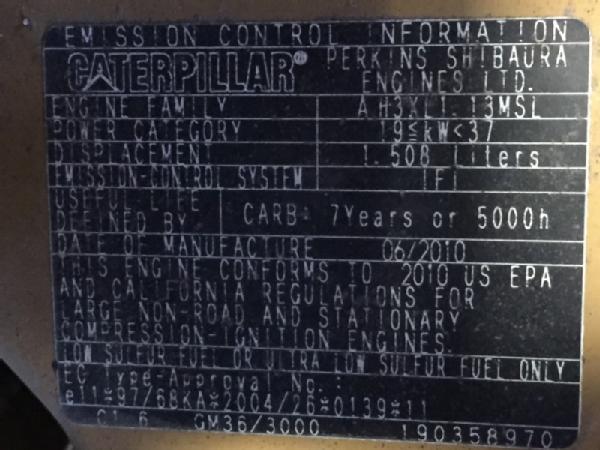 EMISSION CONTROL INFORMATION
CATERPILLAR® PERKINS SHIBAURA
ENGINES LTD.
ENGINE FAMILY AH3XL1.13MSL
POWER CATEGORY 19≦kW<37
DISPLACEMENT 1.508 liters
EMISSION-CONTROL SYSTEM IFI
USEFUL LIFE
DEFINED BY CARB: 7Years or 5000h
DATE OF MANUFACTURE 06/2010
THIS ENGINE CONFORMS TO 2010 US EPA
AND CALIFORNIA REGULATIONS FOR
LARGE NON-ROAD AND STATIONARY
COMPRESSION-IGNITION ENGINES.
LOW SULFUR FUEL OR ULTRA LOW SULFUR FUEL ONLY
EC Type-Approval No.:
e11*97/68KA*2004/26*0139*11
C1.6 GM36/3000 190358970